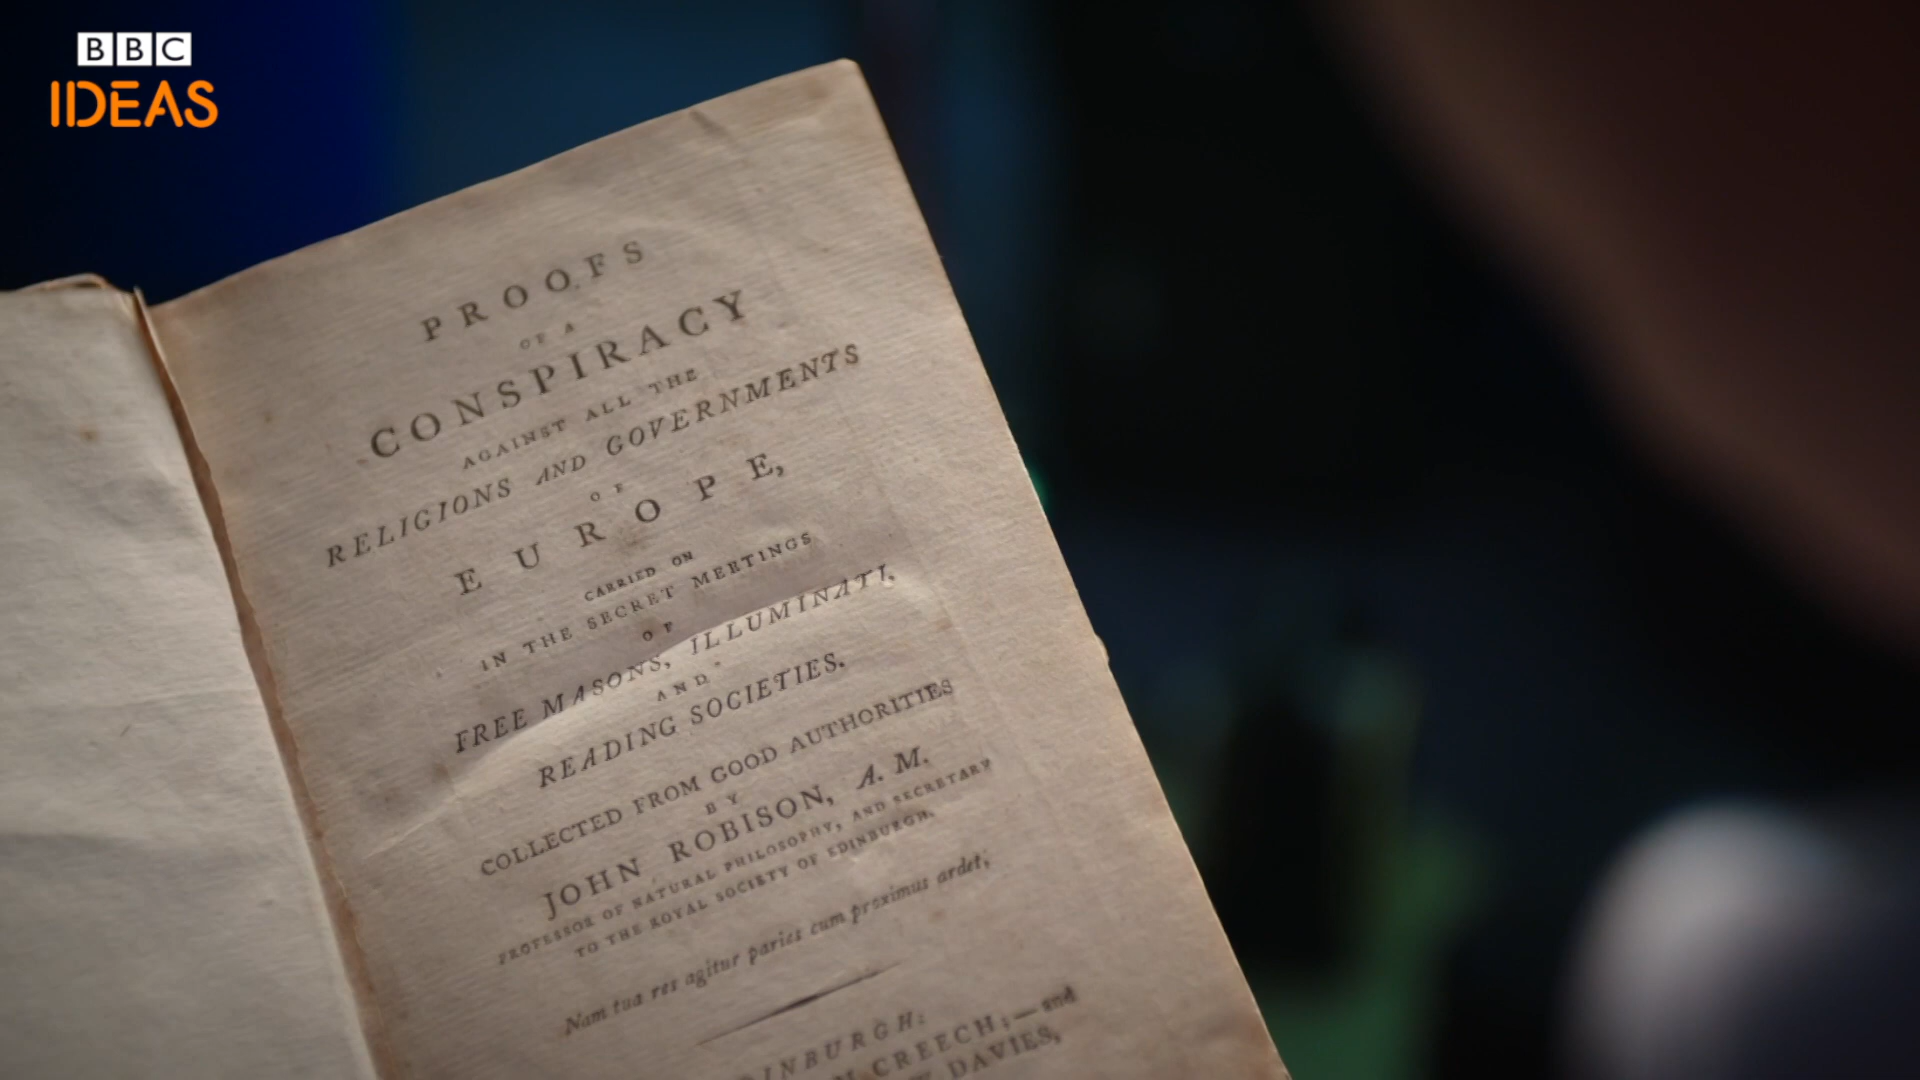 BBC
IDEAS
PROOFS
OF A
CONSPIRACY
AGAINST ALL THE
RELIGIONS AND GOVERNMENTS
OF
EUROPE,
CARRIED ON
IN THE SECRET MEETINGS
OF
FREE MASONS, ILLUMINATI,
AND
READING SOCIETIES.
COLLECTED FROM GOOD AUTHORITIES
BY
JOHN ROBISON, A. M.
PROFESSOR OF NATURAL PHILOSOPHY, AND SECRETARY
TO THE ROYAL SOCIETY OF EDINBURGH.
Nam tua res agitur paries cum proximus ardet,
INBURGH:
CREECH;—and
DAVIES,